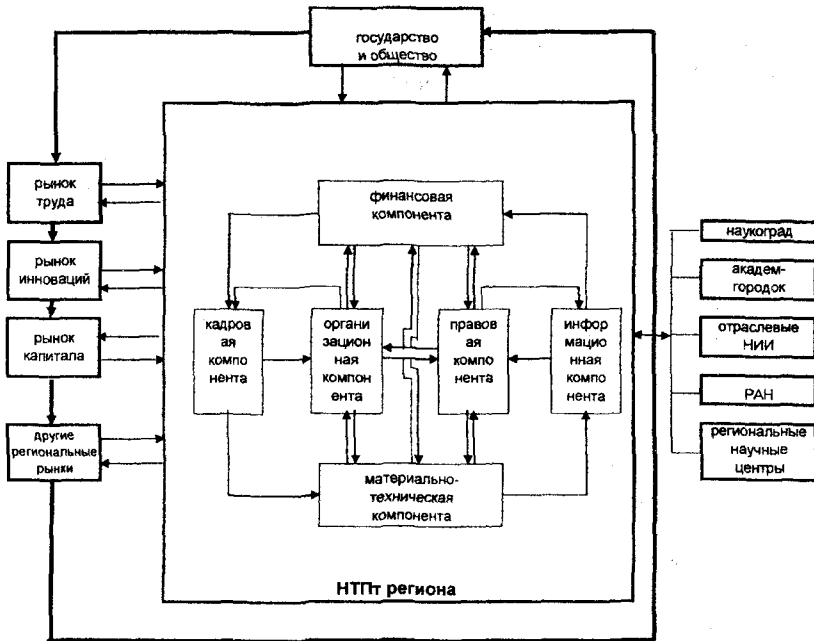 государство
и общество
рынок
труда
рынок
инноваций
рынок
капитала
другие
региональные
рынки
финансовая
компонента
кадров
ая компо
нента
органи
зацион
ная
компон
ента
правов
ая компо
нента
инфор
мацио
нная
компо
нента
материально-
техническая
компонента
НТПт региона
наукоград
академ-
городок
отраслевые
НИИ
РАН
региональные
научные
центры